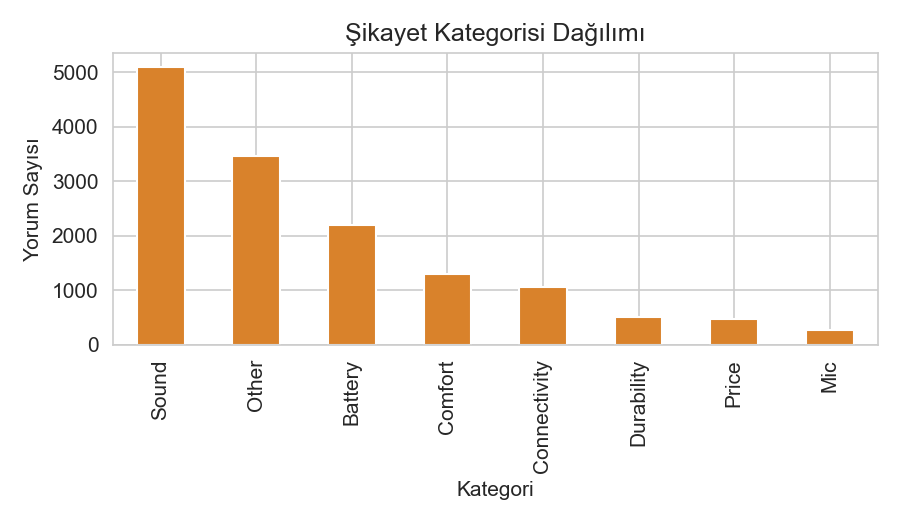 Şikayet Kategorisi Dağılımı
Yorum Sayısı
5000
4000
3000
2000
1000
0
Sound
Other
Battery
Comfort
Connectivity
Durability
Price
Mic
Kategori